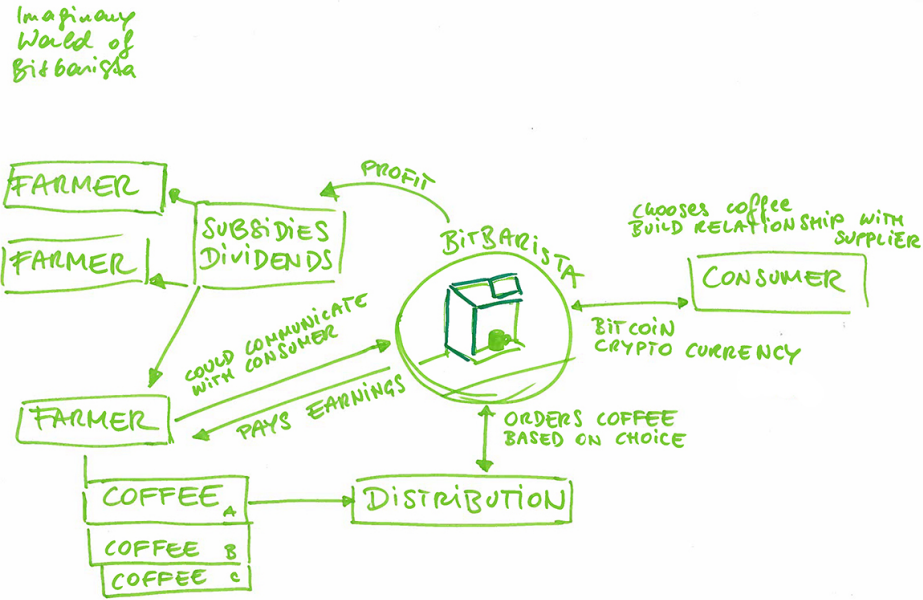 Imaginary
World of
Bitbarista
PROFIT
FARMER
SUBSIDIES
DIVIDENDS
FARMER
BITBARISTA
CHOOSES COFFEE
BUILD RELATIONSHIP WITH
SUPPLIER
CONSUMER
BITCOIN
CRYPTO CURRENCY
COULD COMMUNICATE
WITH CONSUMER
PAYS EARNINGS
FARMER
ORDERS COFFEE
BASED ON CHOICE
COFFEE A
DISTRIBUTION
COFFEE B
COFFEE C